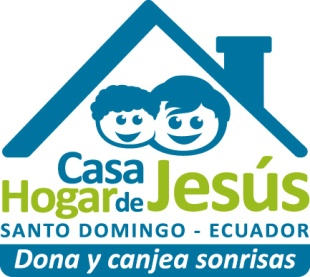 Casa
Hogar de Jesús
SANTO DOMINGO - ECUADOR
Dona y canjea sonrisas